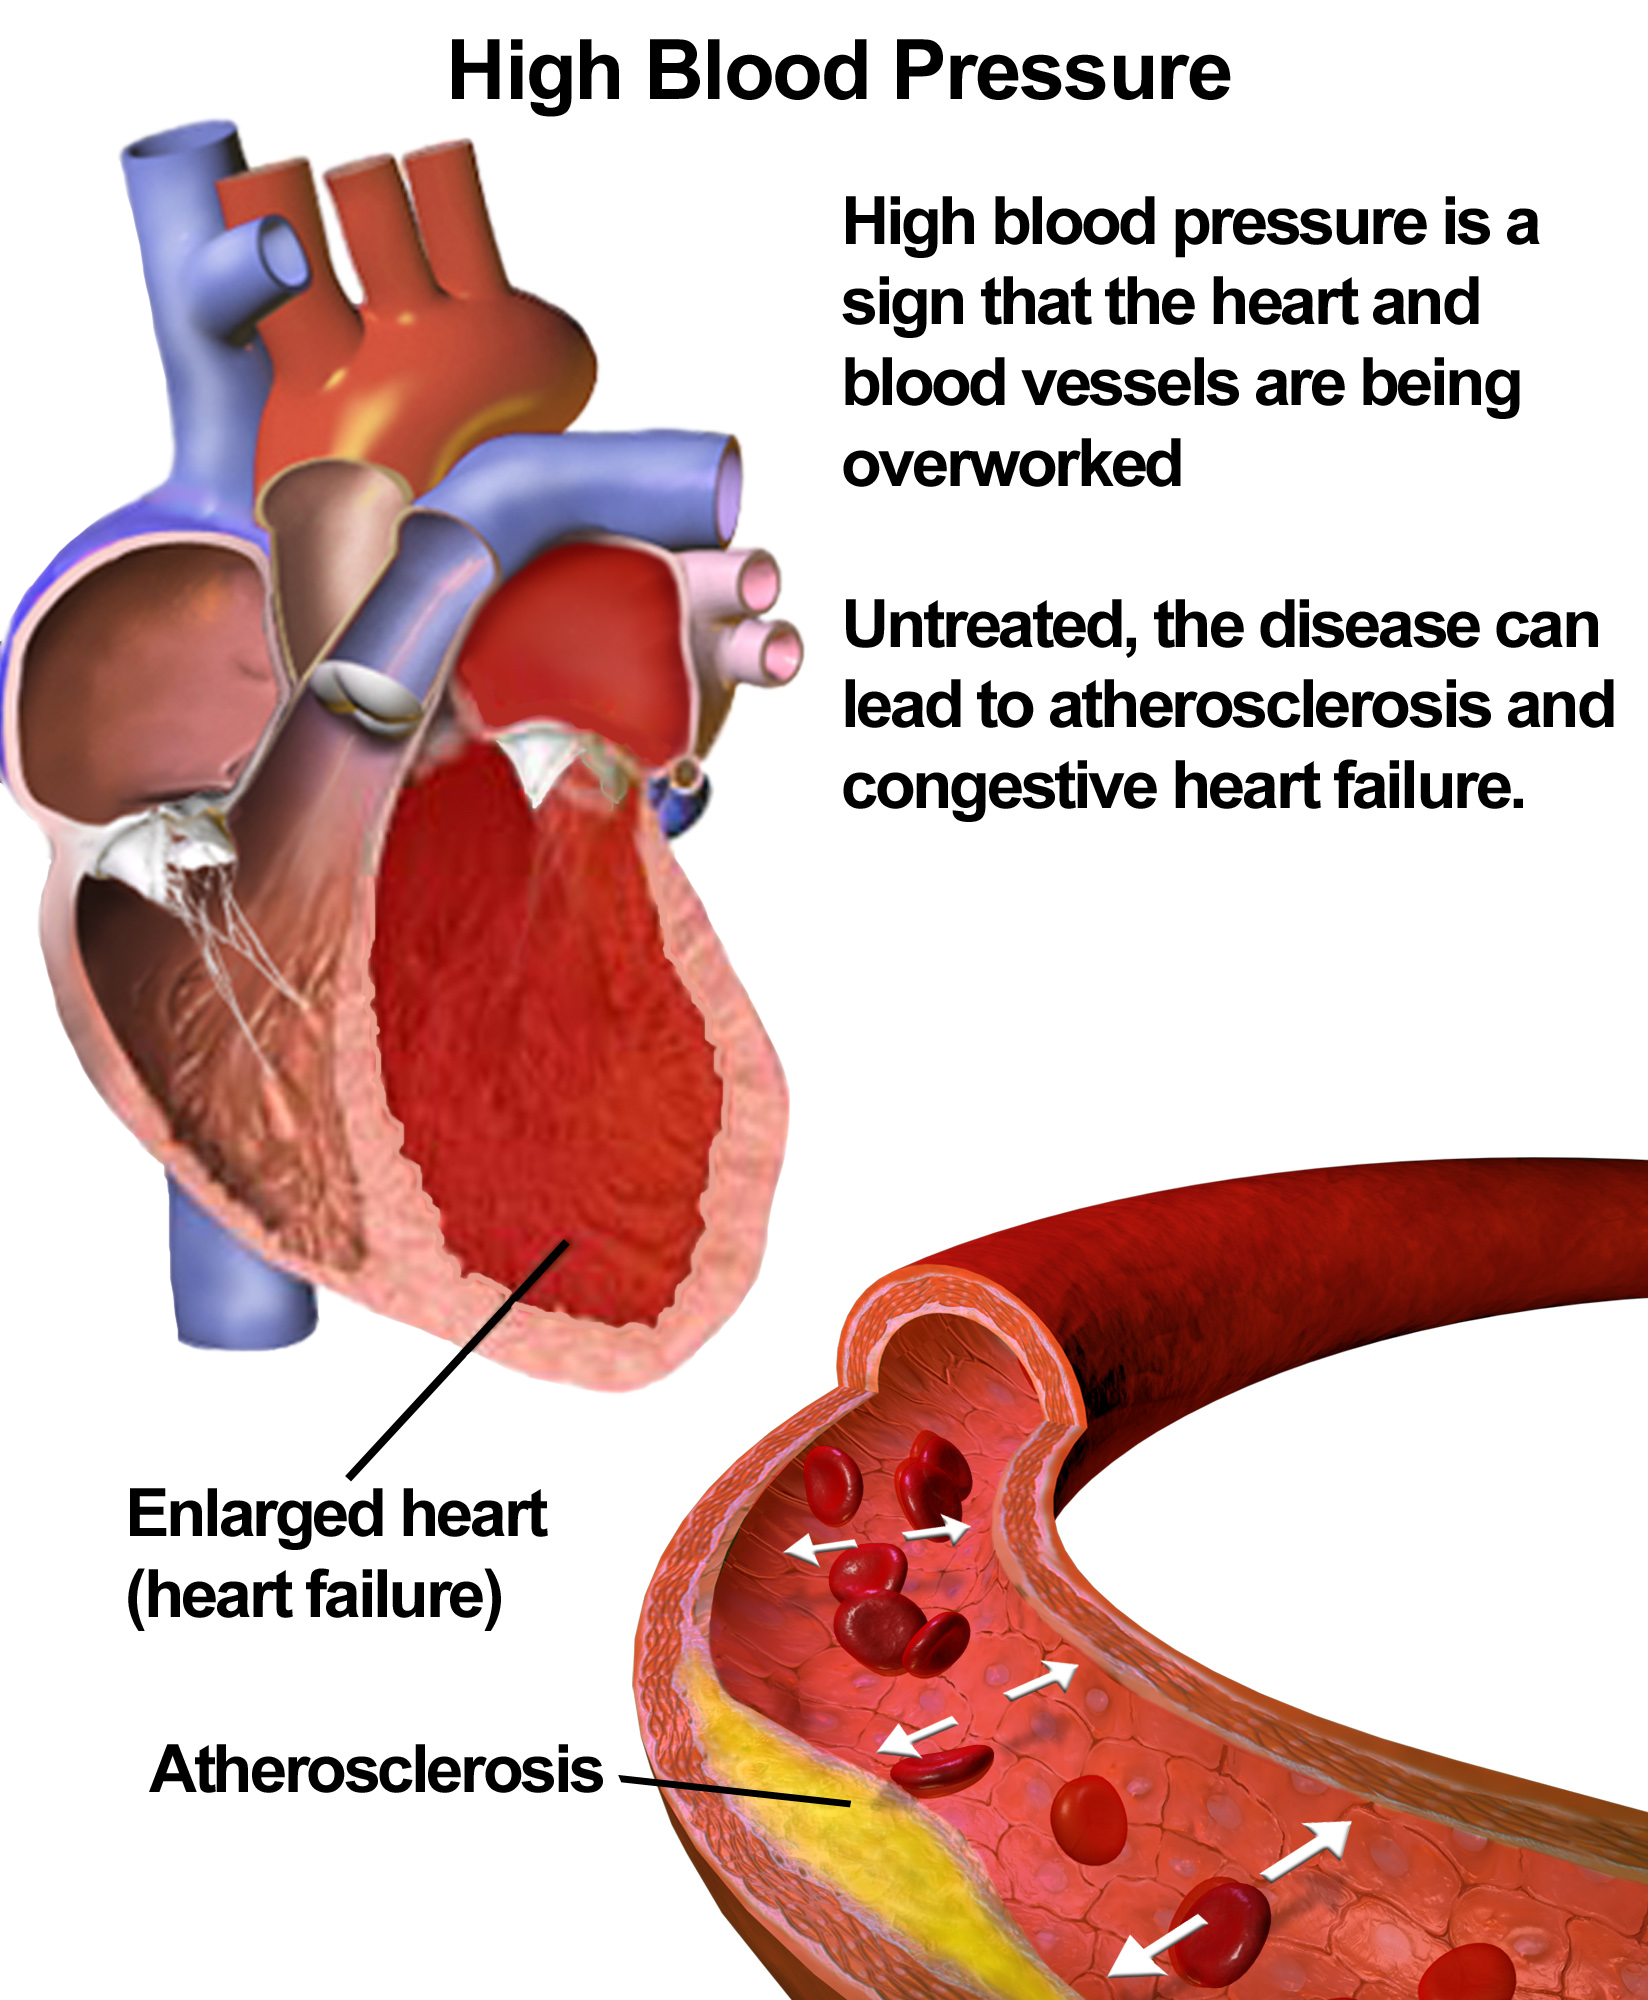 High Blood Pressure
High blood pressure is a
sign that the heart and
blood vessels are being
overworked
Untreated, the disease can
lead to atherosclerosis and
congestive heart failure.
Enlarged heart
(heart failure)
Atherosclerosis